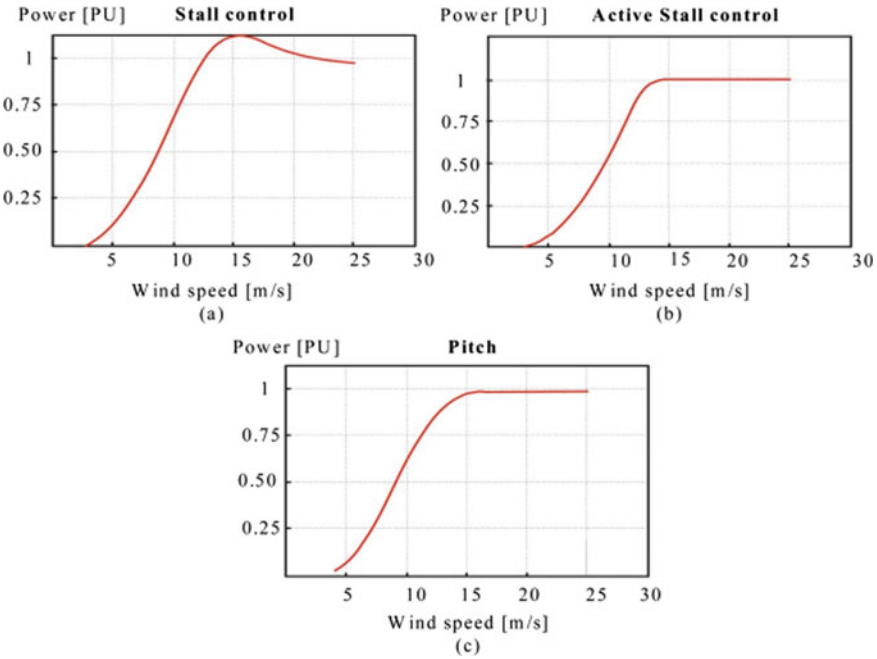 Power [PU] Stall control
1
0.75
0.50
0.25
5 10 15 20 25 30
Wind speed [m/s]
(a)
Power [PU] Active Stall control
1
0.75
0.50
0.25
5 10 15 20 25 30
Wind speed [m/s]
(b)
Power [PU] Pitch
1
0.75
0.50
0.25
5 10 15 20 25 30
Wind speed [m/s]
(c)